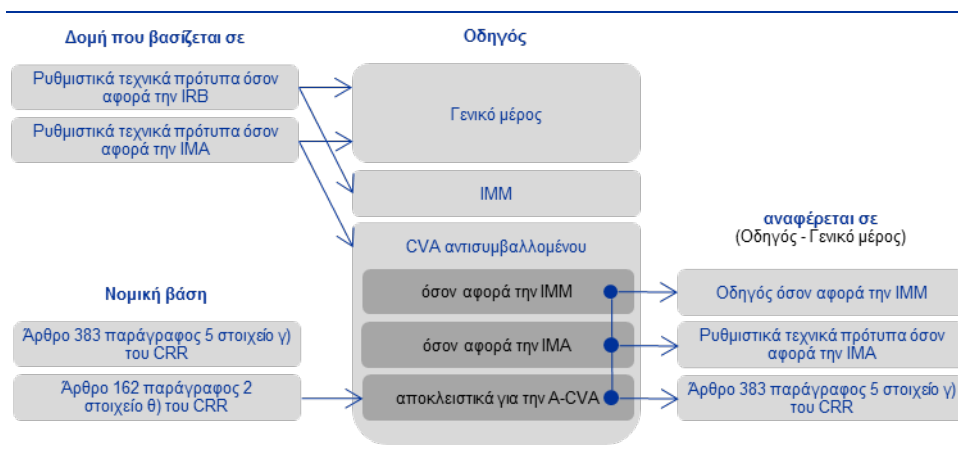 Δομή που βασίζεται σε
Ρυθμιστικά τεχνικά πρότυπα όσον
αφορά την IRB
Ρυθμιστικά τεχνικά πρότυπα όσον
αφορά την IMA
Νομική βάση
Άρθρο 383 παράγραφος 5 στοιχείο γ)
του CRR
Άρθρο 162 παράγραφος 2
στοιχείο θ) του CRR
Οδηγός
Γενικό μέρος
IMM
CVA αντισυμβαλλομένου
όσον αφορά την IMM
όσον αφορά την IMA
αποκλειστικά για την A-CVA
αναφέρεται σε
(Οδηγός - Γενικό μέρος)
Οδηγός όσον αφορά την IMM
Ρυθμιστικά τεχνικά πρότυπα όσον
αφορά την IMA
Άρθρο 383 παράγραφος 5 στοιχείο γ)
του CRR